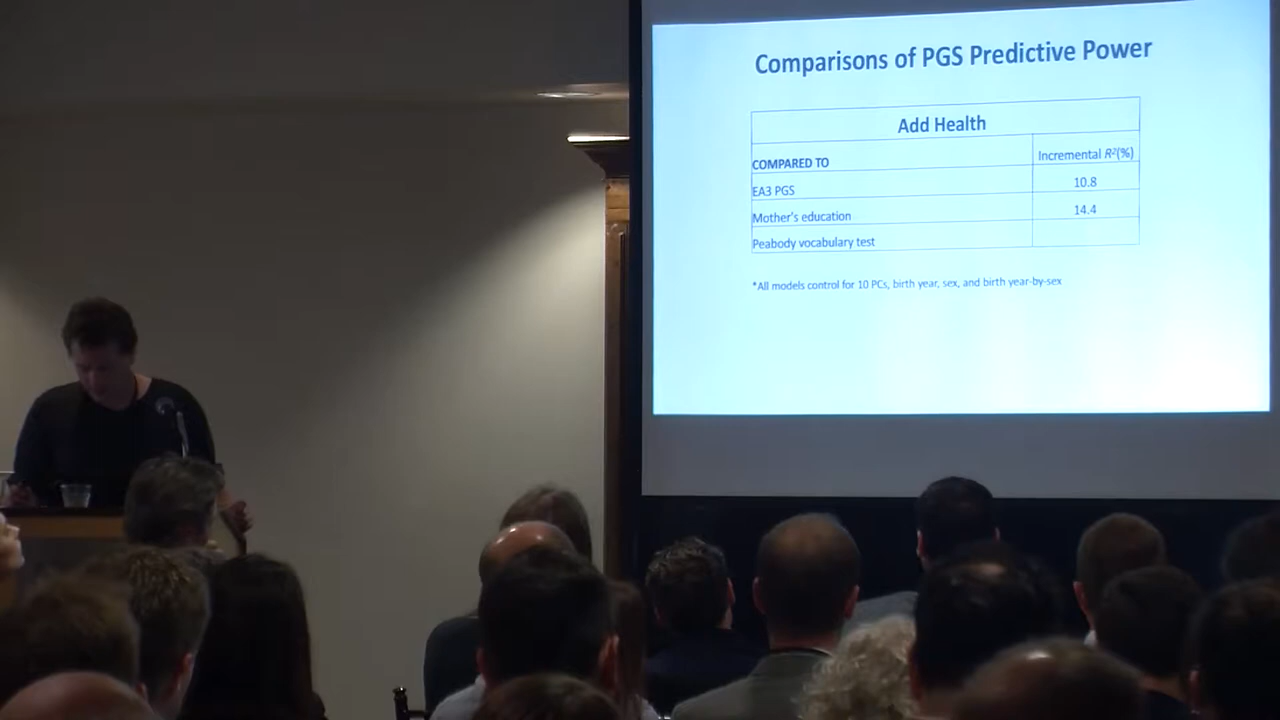 Comparisons of PGS Predictive Power
Add Health
COMPARED TO Incremental R²(%)
EA3 PGS 10.8
Mother's education 14.4
Peabody vocabulary test
*All models control for 10 PCs, birth year, sex, and birth year-by-sex